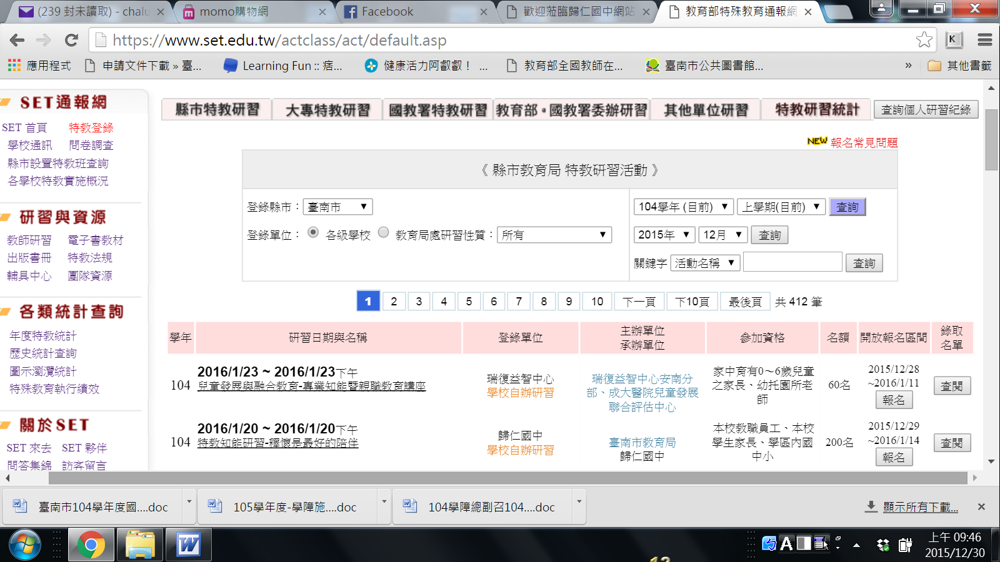 (239 封未讀取) - chalu
momo購物網
Facebook
歡迎蒞臨歸仁國中網站
教育部特殊教育通報網
https://www.set.edu.tw/actclass/act/default.asp
K
應用程式
申請文件下載 » 臺...
Learning Fun :: 痞...
健康活力阿叡叡！ ...
教育部全國教師在...
臺南市公共圖書館...
»
其他書籤
SET通報網
SET 首頁 特教登錄
學校通訊 問卷調查
縣市設置特教班查詢
各學校特教實施概況
研習與資源
教師研習 電子書教材
出版書冊 特教法規
輔具中心 團隊資源
各類統計查詢
年度特教統計
歷史統計查詢
圖示瀏灠統計
特殊教育執行績效
關於SET
SET 來去 SET 夥伴
問答集錦 訪客留言
縣市特教研習 大專特教研習 國教署特教研習 教育部•國教署委辦研習 其他單位研習 特教研習統計 查詢個人研習紀錄
NEW 報名常見問題
《 縣市教育局 特教研習活動 》
登錄縣市： 臺南市
登錄單位： 各級學校 教育局處研習性質： 所有
104學年 (目前) 上學期(目前) 查詢
2015年 12月 查詢
關鍵字 活動名稱 查詢
1 2 3 4 5 6 7 8 9 10 下一頁 下10頁 最後頁 共 412 筆
學年 研習日期與名稱 登錄單位 主辦單位 承辦單位 參加資格 名額 開放報名區間 錄取名單
104
2016/1/23 ~ 2016/1/23下午
兒童發展與融合教育-專業知能暨親職教育講座
瑞復益智中心
學校自辦研習
瑞復益智中心安南分
部、成大醫院兒童發展
聯合評估中心
家中育有0～6歲兒童
之家長、幼托園所老
師
60名
2015/12/28
~2016/1/11
報名
查閱
104
2016/1/20 ~ 2016/1/20下午
特教知能研習-釋懷是最好的陪伴
歸仁國中
學校自辦研習
臺南市教育局
歸仁國中
本校教職員工、本校
學生家長、學區內國
中小
200名
2015/12/29
~2016/1/14
報名
查閱
臺南市104學年度國....doc
105學年度-學障施....doc
104學障總副召104....doc
顯示所有下載...
A
上午 09:46
2015/12/30